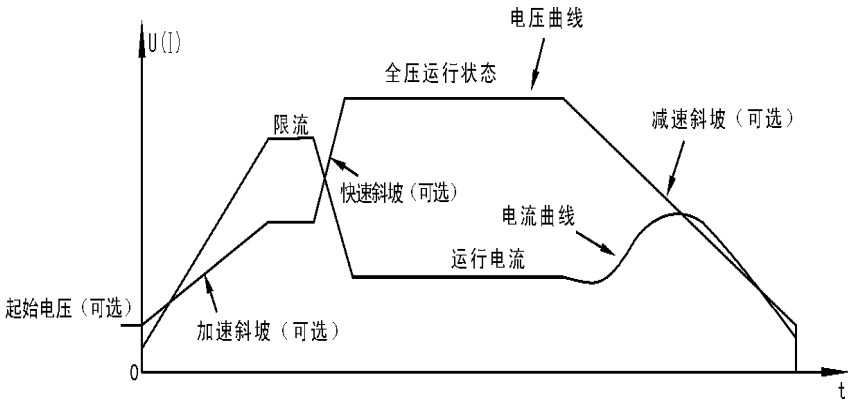 电压曲线
U(I)
全压运行状态
限流
减速斜坡(可选)
快速斜坡(可选)
电流曲线
运行电流
起始电压(可选)
加速斜坡(可选)
0
t